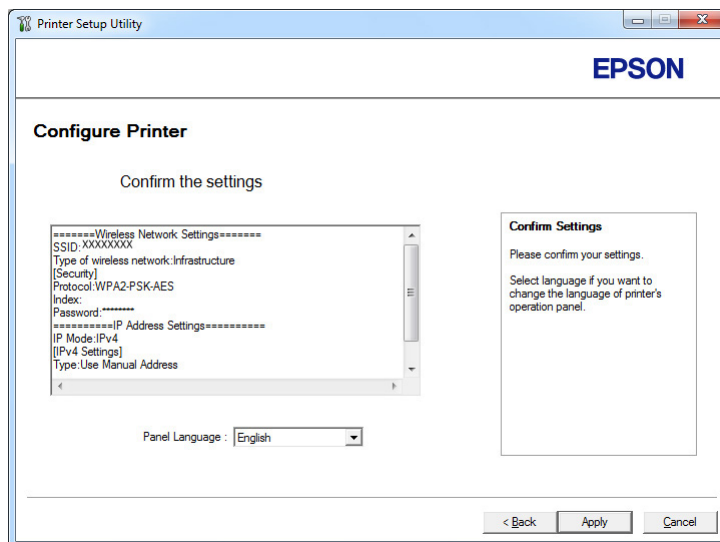 Printer Setup Utility
EPSON
Configure Printer
Confirm the settings
=======Wireless Network Settings=======
SSID:XXXXXXXX
Type of wireless network:Infrastructure
[Security]
Protocol:WPA2-PSK-AES
Index:
Password:********
==========IP Address Settings==========
IP Mode:IPv4
[IPv4 Settings]
Type:Use Manual Address
Confirm Settings
Please confirm your settings.
Select language if you want to
change the language of printer's
operation panel.
Panel Language : English
< Back
Apply
Cancel